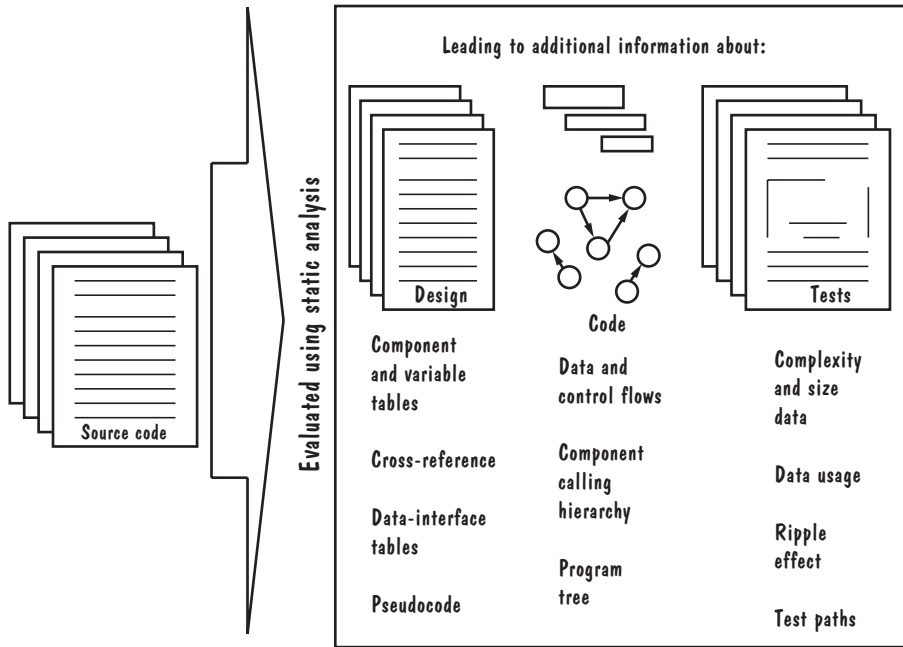 Leading to additional information about:
Source code
Evaluated using static analysis
Design
Component
and variable
tables
Cross-reference
Data-interface
tables
Pseudocode
Code
Data and
control flows
Component
calling
hierarchy
Program
tree
Tests
Complexity
and size
data
Data usage
Ripple
effect
Test paths